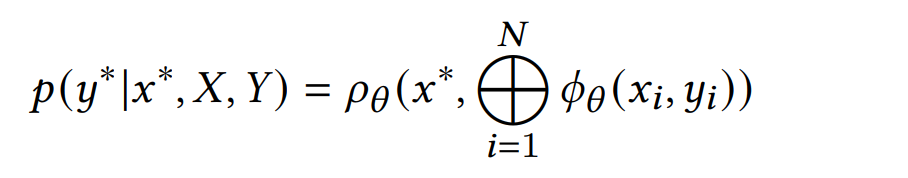 p(y*|x*, X, Y) = ρ_θ(x*, ⨁_{i=1}^{N} ϕ_θ(x_i, y_i))